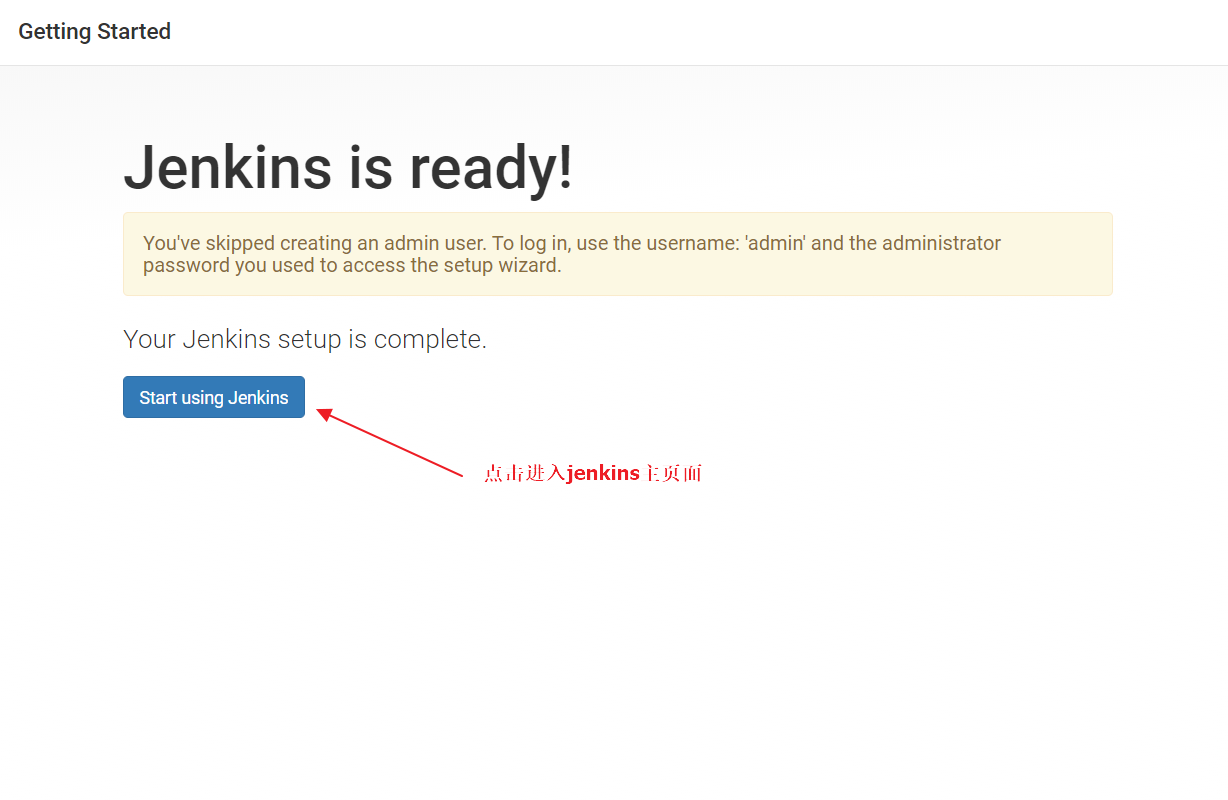 Getting Started
Jenkins is ready!
You've skipped creating an admin user. To log in, use the username: 'admin' and the administrator
password you used to access the setup wizard.
Your Jenkins setup is complete.
Start using Jenkins
点击进入jenkins主页面